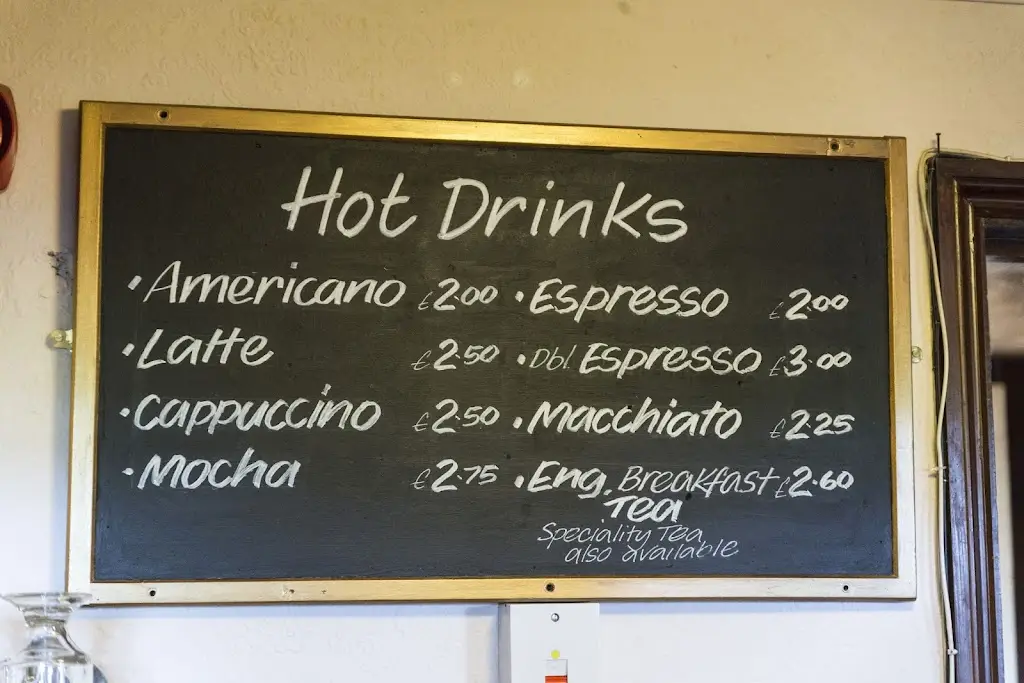 Hot Drinks
·Americano £2·00 ·Espresso £2·00
·Latte £2·50 ·Dbl. Espresso £3·00
·Cappuccino £2·50 ·Macchiato £2·25
·Mocha £2·75 ·Eng. Breakfast £2·60
Tea
Speciality Tea
also available